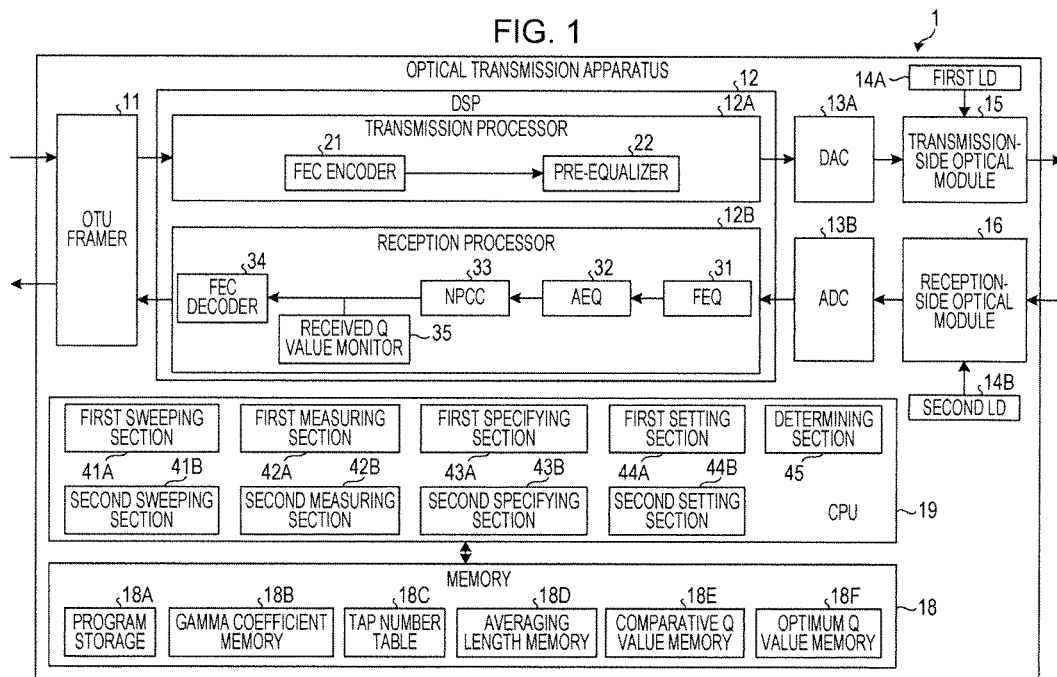 FIG. 1
1
OPTICAL TRANSMISSION APPARATUS
14A
FIRST LD
11
12
DSP
12A
13A
15
TRANSMISSION PROCESSOR
21
22
FEC ENCODER
PRE-EQUALIZER
DAC
TRANSMISSION-
SIDE OPTICAL
MODULE
OTU
FRAMER
12B
13B
16
RECEPTION PROCESSOR
34
33
32
31
FEC
DECODER
NPCC
AEQ
FEQ
ADC
RECEPTION-
SIDE OPTICAL
MODULE
RECEIVED Q
VALUE MONITOR
35
14B
SECOND LD
FIRST SWEEPING
SECTION
FIRST MEASURING
SECTION
FIRST SPECIFYING
SECTION
FIRST SETTING
SECTION
DETERMINING
SECTION
41A
41B
42A
42B
43A
43B
44A
44B
45
SECOND SWEEPING
SECTION
SECOND MEASURING
SECTION
SECOND SPECIFYING
SECTION
SECOND SETTING
SECTION
CPU
19
MEMORY
18A
18B
18C
18D
18E
18F
PROGRAM
STORAGE
GAMMA COEFFICIENT
MEMORY
TAP NUMBER
TABLE
AVERAGING
LENGTH MEMORY
COMPARATIVE Q
VALUE MEMORY
OPTIMUM Q
VALUE MEMORY
18